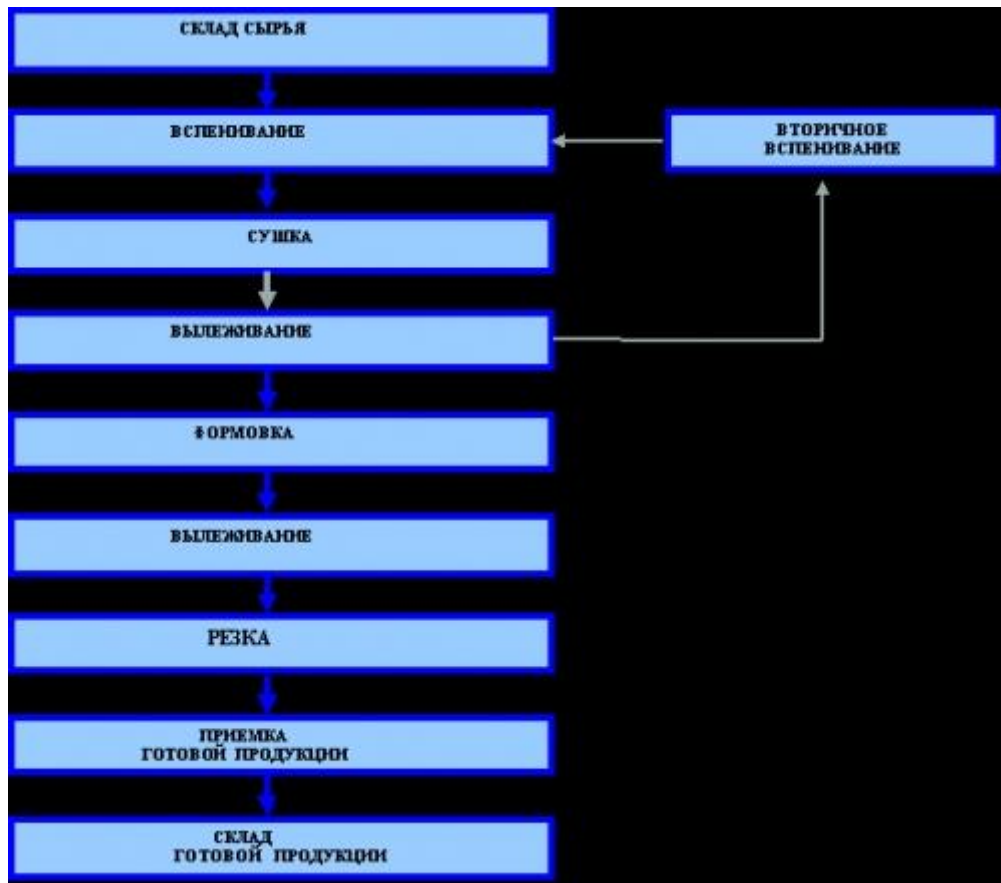 СКЛАД СЫРЬЯ
ВСПЕНИВАНИЕ
ВТОРИЧНОЕ
ВСПЕНИВАНИЕ
СУШКА
ВЫЛЕЖИВАНИЕ
ФОРМОВКА
ВЫЛЕЖИВАНИЕ
РЕЗКА
ПРИЕМКА
ГОТОВОЙ ПРОДУКЦИИ
СКЛАД
ГОТОВОЙ ПРОДУКЦИИ